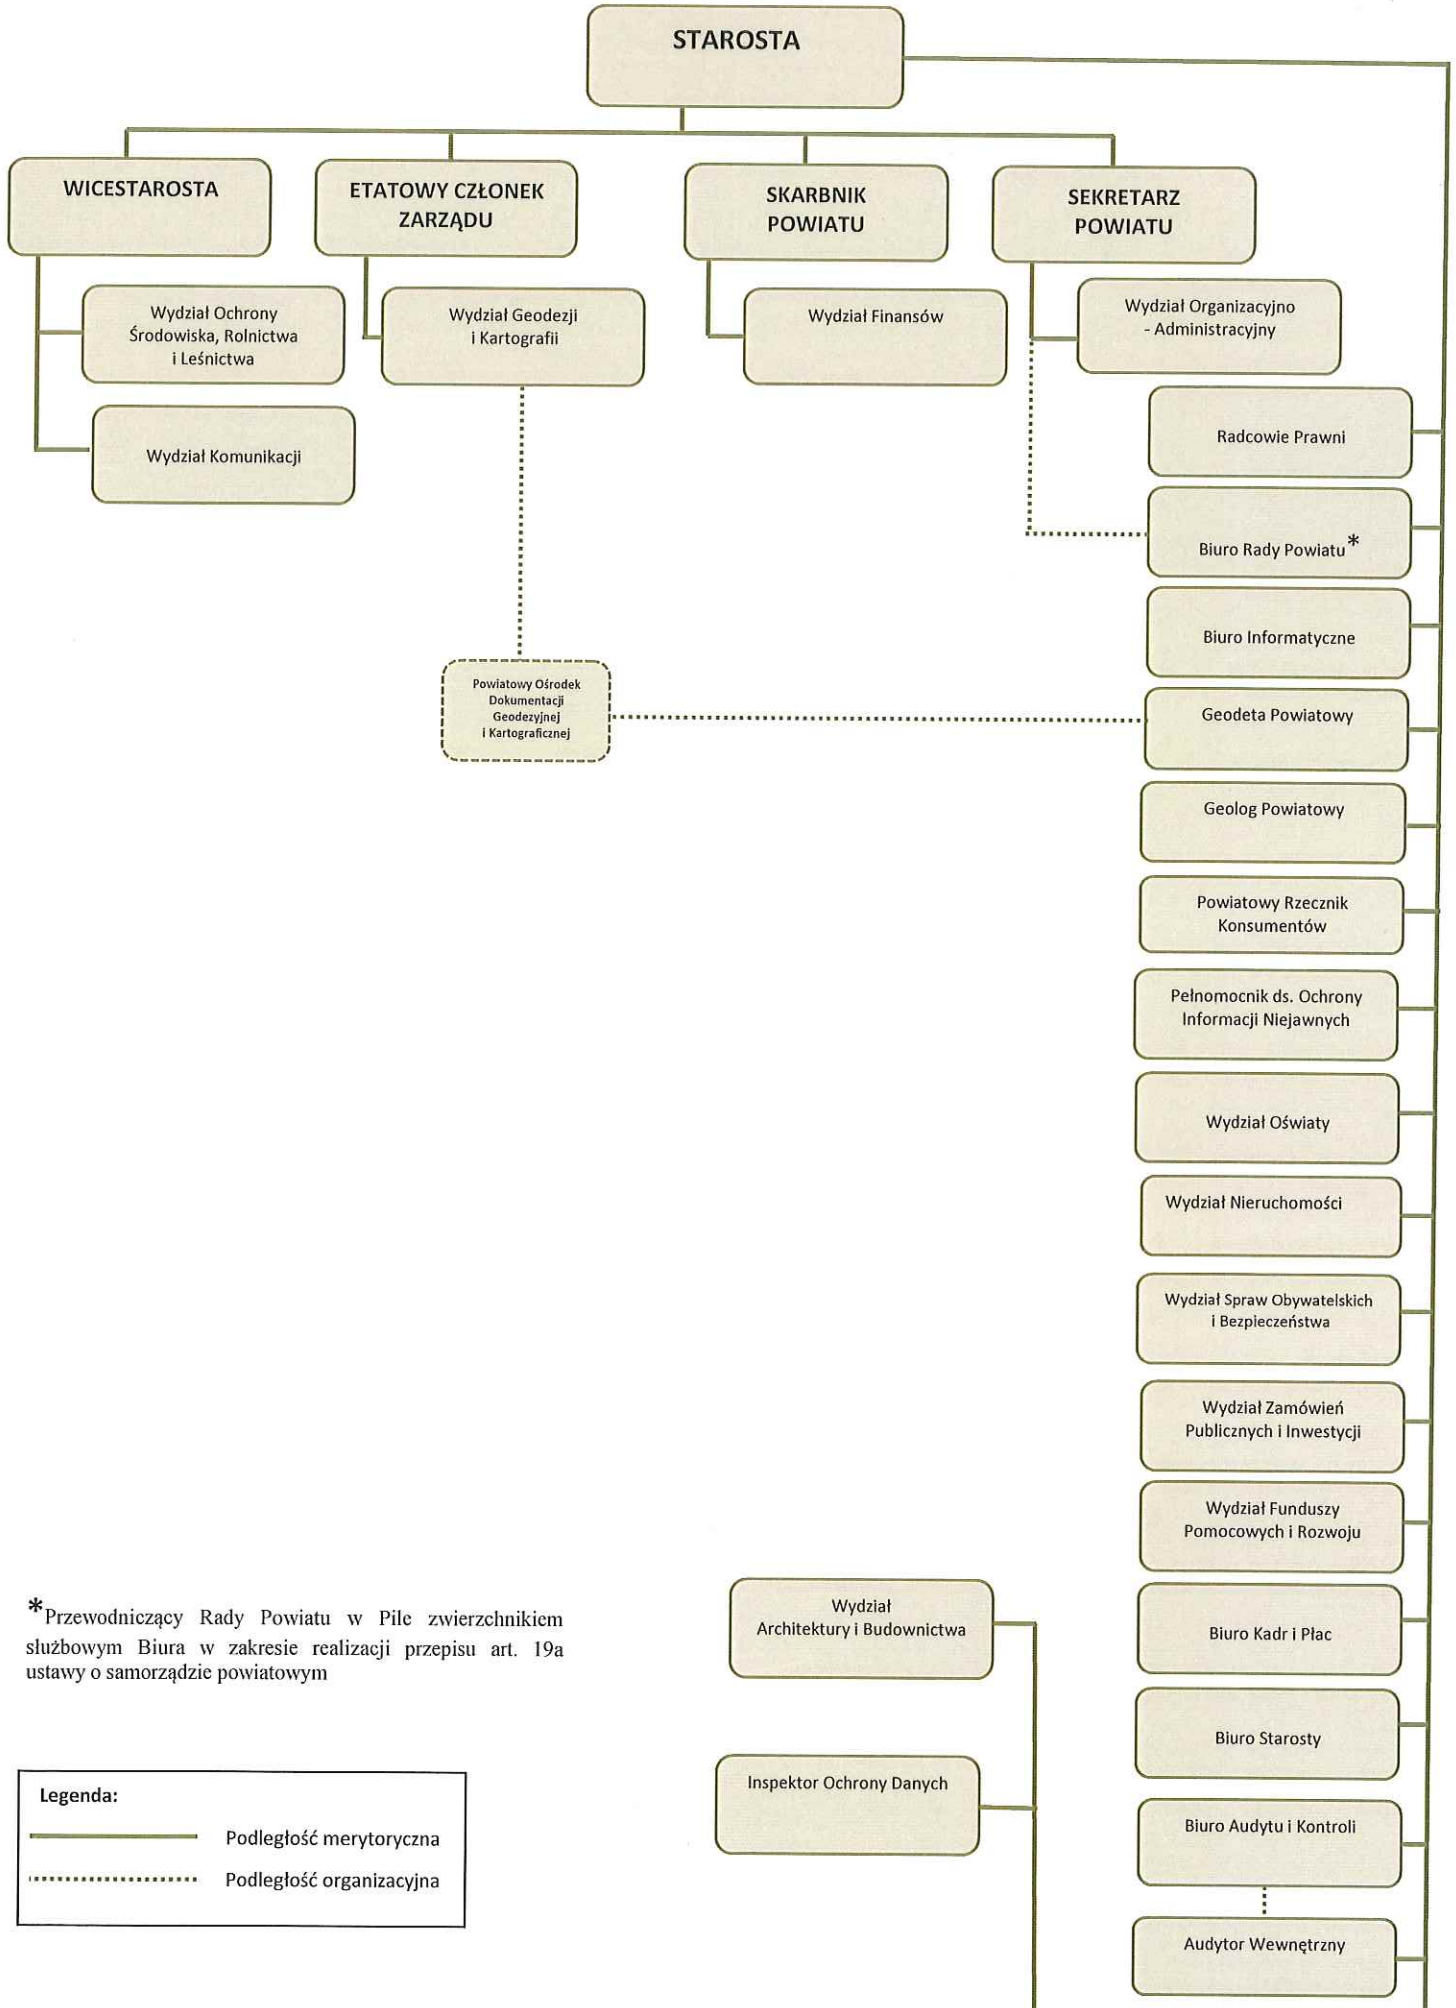 STAROSTA
WICESTAROSTA
ETATOWY CZŁONEK
ZARZĄDU
SKARBNIK
POWIATU
SEKRETARZ
POWIATU
Wydział Ochrony
Środowiska, Rolnictwa
i Leśnictwa
Wydział Geodezji
i Kartografii
Wydział Finansów
Wydział Organizacyjno
- Administracyjny
Wydział Komunikacji
Radcowie Prawni
Biuro Rady Powiatu*
Biuro Informatyczne
Powiatowy Ośrodek
Dokumentacji
Geodezyjnej
i Kartograficznej
Geodeta Powiatowy
Geolog Powiatowy
Powiatowy Rzecznik
Konsumentów
Pełnomocnik ds. Ochrony
Informacji Niejawnych
Wydział Oświaty
Wydział Nieruchomości
Wydział Spraw Obywatelskich
i Bezpieczeństwa
Wydział Zamówień
Publicznych i Inwestycji
Wydział Funduszy
Pomocowych i Rozwoju
*Przewodniczący Rady Powiatu w Pile zwierzchnikiem
służbowym Biura w zakresie realizacji przepisu art. 19a
ustawy o samorządzie powiatowym
Wydział
Architektury i Budownictwa
Biuro Kadr i Płac
Biuro Starosty
Inspektor Ochrony Danych
Biuro Audytu i Kontroli
Audytor Wewnętrzny
Legenda:
Podległość merytoryczna
Podległość organizacyjna